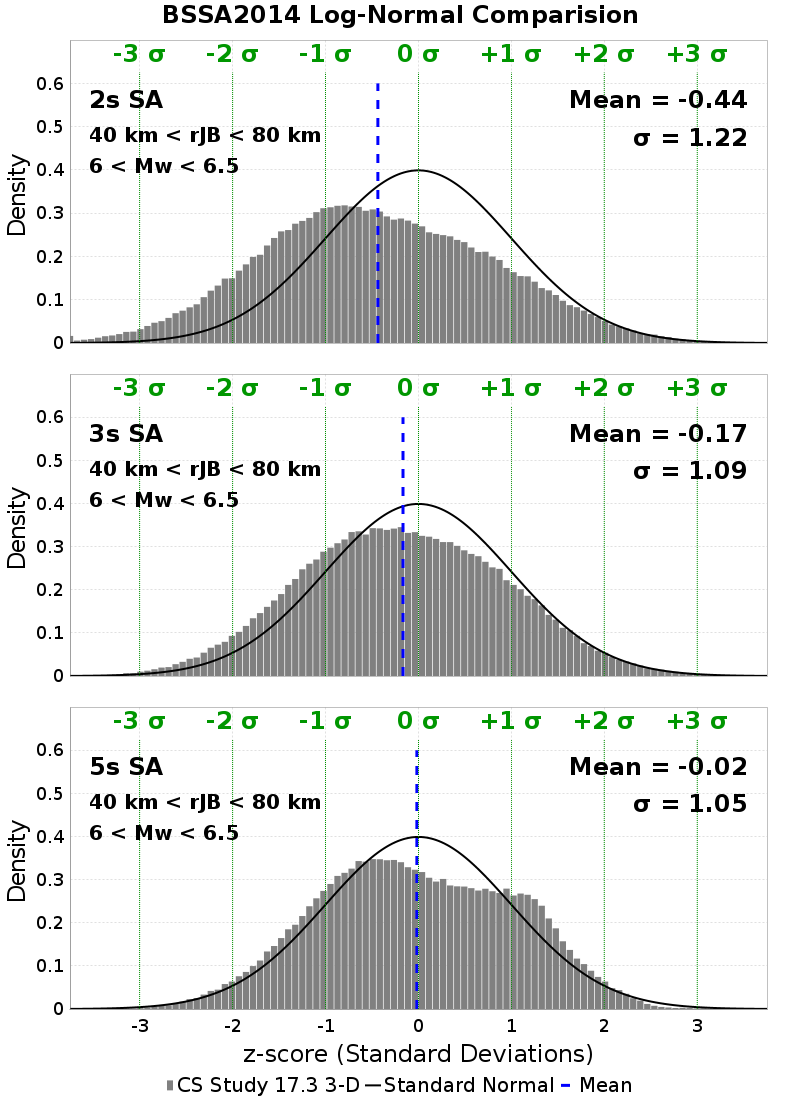 BSSA2014 Log-Normal Comparision
-3 σ -2 σ -1 σ 0 σ +1 σ +2 σ +3 σ
2s SA
Mean = -0.44
40 km < rJB < 80 km
σ = 1.22
6 < Mw < 6.5
Density
0.6
0.5
0.4
0.3
0.2
0.1
0
-3 σ -2 σ -1 σ 0 σ +1 σ +2 σ +3 σ
3s SA
Mean = -0.17
40 km < rJB < 80 km
σ = 1.09
6 < Mw < 6.5
Density
0.6
0.5
0.4
0.3
0.2
0.1
0
-3 σ -2 σ -1 σ 0 σ +1 σ +2 σ +3 σ
5s SA
Mean = -0.02
40 km < rJB < 80 km
σ = 1.05
6 < Mw < 6.5
Density
0.6
0.5
0.4
0.3
0.2
0.1
0
-3 -2 -1 0 1 2 3
z-score (Standard Deviations)
CS Study 17.3 3-D Standard Normal Mean